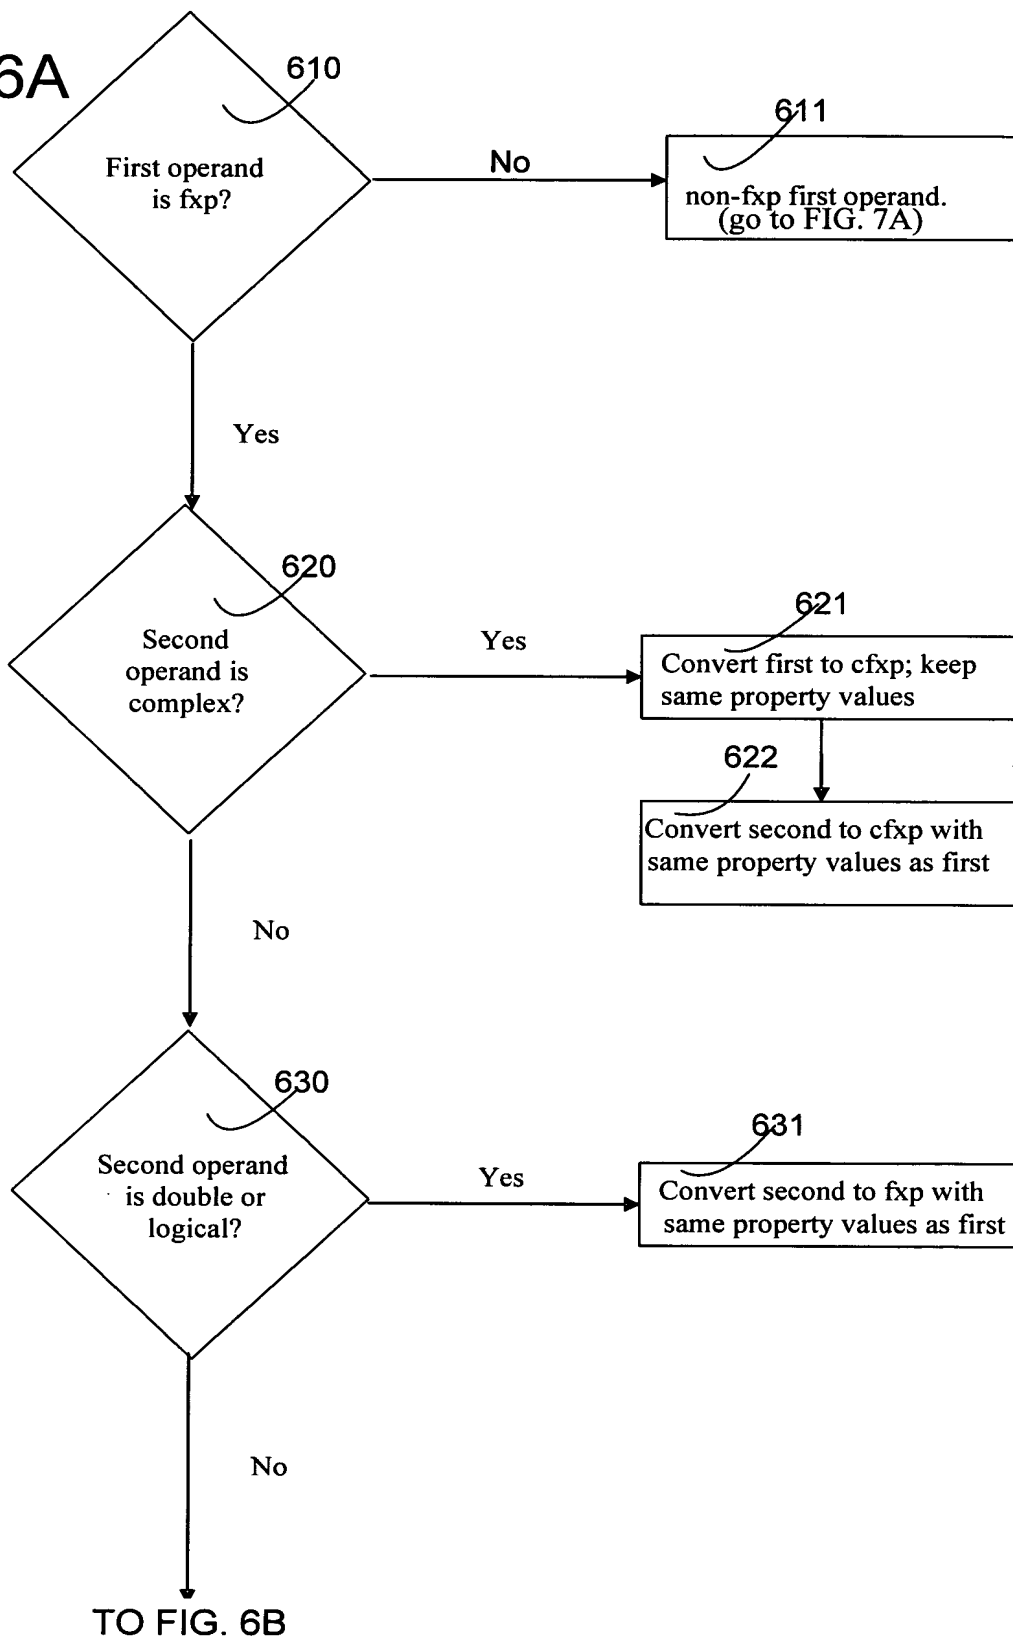 6A
610
611
First operand
is fxp?
No
non-fxp first operand.
(go to FIG. 7A)
Yes
620
621
Second
operand is
complex?
Yes
Convert first to cfxp; keep
same property values
622
Convert second to cfxp with
same property values as first
No
630
631
Second operand
is double or
logical?
Yes
Convert second to fxp with
same property values as first
No
TO FIG. 6B